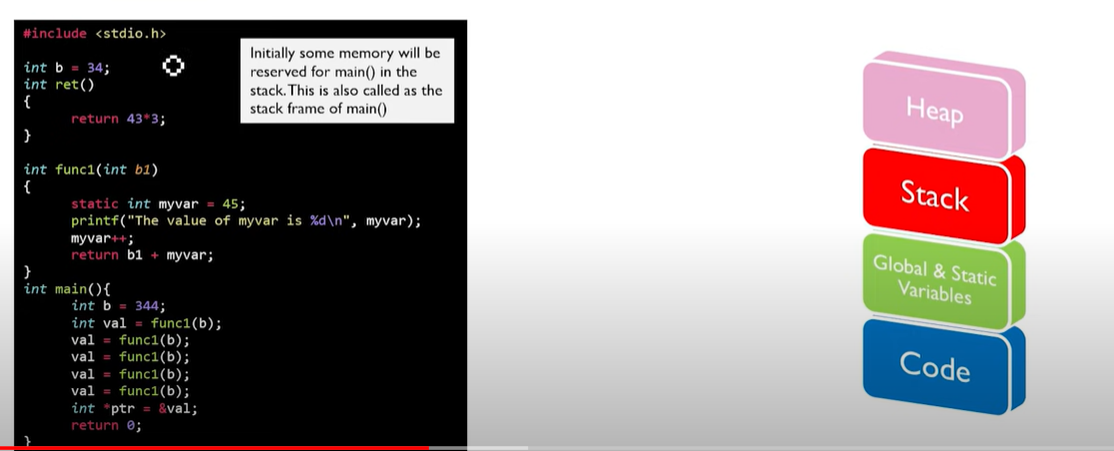 #include <stdio.h>
int b = 34;
int ret()
{
return 43*3;
}
int func1(int b1)
{
static int myvar = 45;
printf("The value of myvar is %d\n", myvar);
myvar++;
return b1 + myvar;
}
int main(){
int b = 344;
int val = func1(b);
val = func1(b);
val = func1(b);
val = func1(b);
val = func1(b);
int *ptr = &val;
return 0;
}
Initially some memory will be
reserved for main() in the
stack. This is also called as the
stack frame of main()
Heap
Stack
Global & Static
Variables
Code